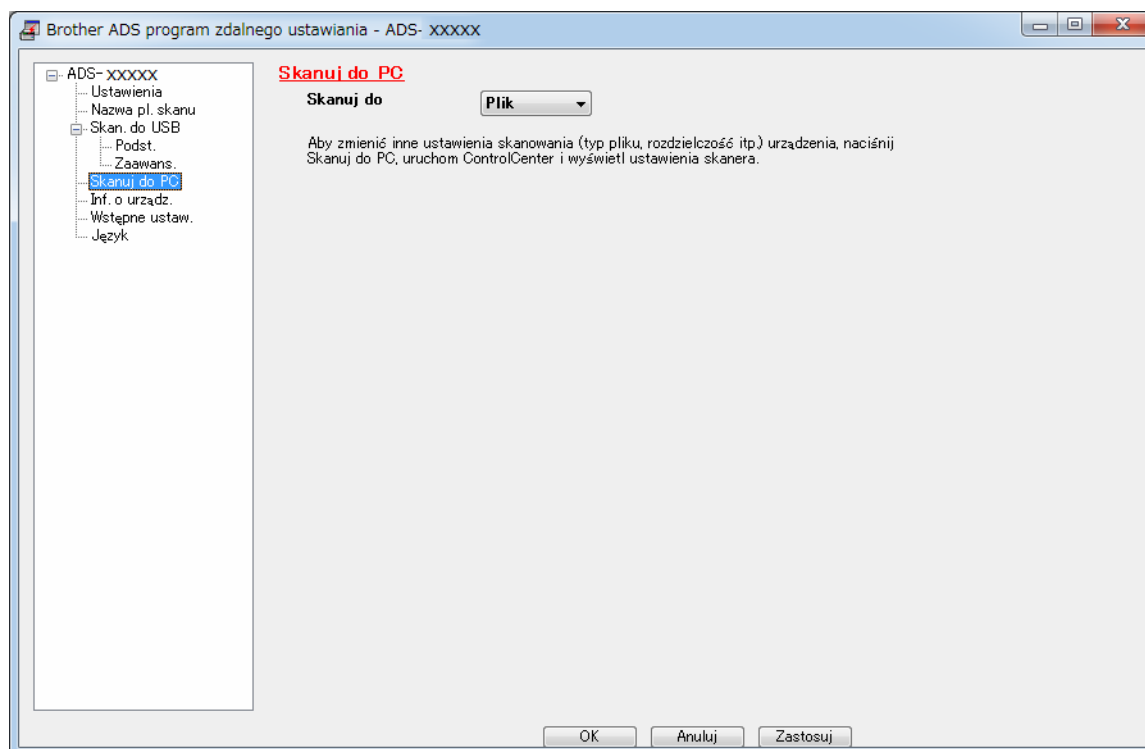 Brother ADS program zdalnego ustawiania - ADS- XXXXX
ADS- XXXXX
Ustawienia
Nazwa pl. skanu
Skan. do USB
Podst.
Zaawans.
Skanuj do PC
Inf. o urządz.
Wstępne ustaw.
Język
Skanuj do PC
Skanuj do Plik
Aby zmienić inne ustawienia skanowania (typ pliku, rozdzielczość itp.) urządzenia, naciśnij
Skanuj do PC, uruchom ControlCenter i wyświetl ustawienia skanera.
OK Anuluj Zastosuj